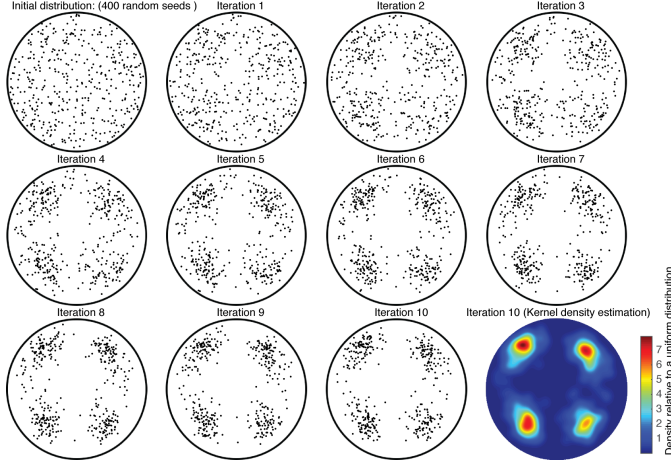 Initial distribution: (400 random seeds )
Iteration 1
Iteration 2
Iteration 3
Iteration 4
Iteration 5
Iteration 6
Iteration 7
Iteration 8
Iteration 9
Iteration 10
Iteration 10 (Kernel density estimation)
7
6
5
4
3
2
1
Density relative to a uniform distribution